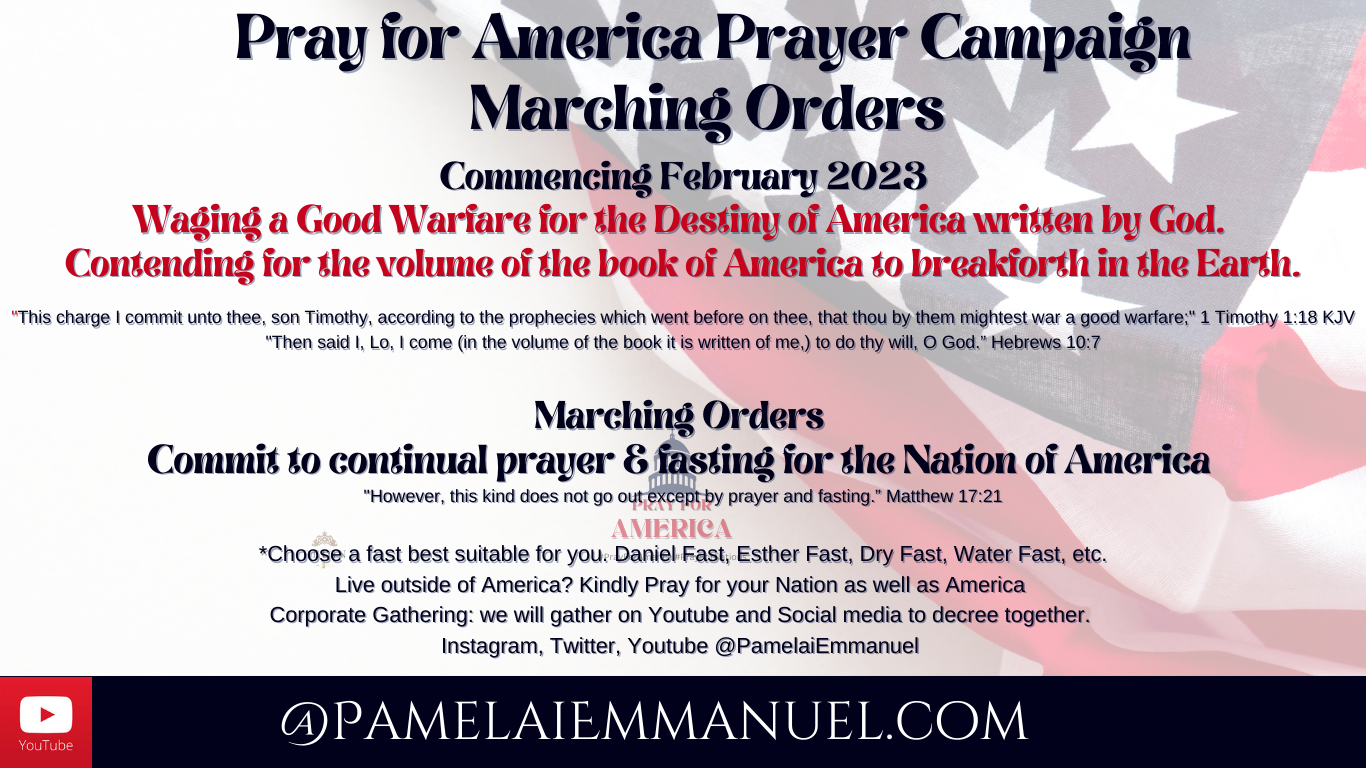 Pray for America Prayer Campaign
Marching Orders
Commencing February 2023
Waging a Good Warfare for the Destiny of America written by God.
Contending for the volume of the book of America to breakforth in the Earth.
"This charge I commit unto thee, son Timothy, according to the prophecies which went before on thee, that thou by them mightest war a good warfare;" 1 Timothy 1:18 KJV
"Then said I, Lo, I come (in the volume of the book it is written of me,) to do thy will, O God.” Hebrews 10:7
Marching Orders
Commit to continual prayer & fasting for the Nation of America
"However, this kind does not go out except by prayer and fasting.” Matthew 17:21
PRAY FOR
AMERICA
*Choose a fast best suitable for you. Daniel Fast, Esther Fast, Dry Fast, Water Fast, etc.
Live outside of America? Kindly Pray for your Nation as well as America
Corporate Gathering: we will gather on Youtube and Social media to decree together.
Instagram, Twitter, Youtube @PamelaiEmmanuel
YouTube
@PAMELAIEMMANUEL.COM